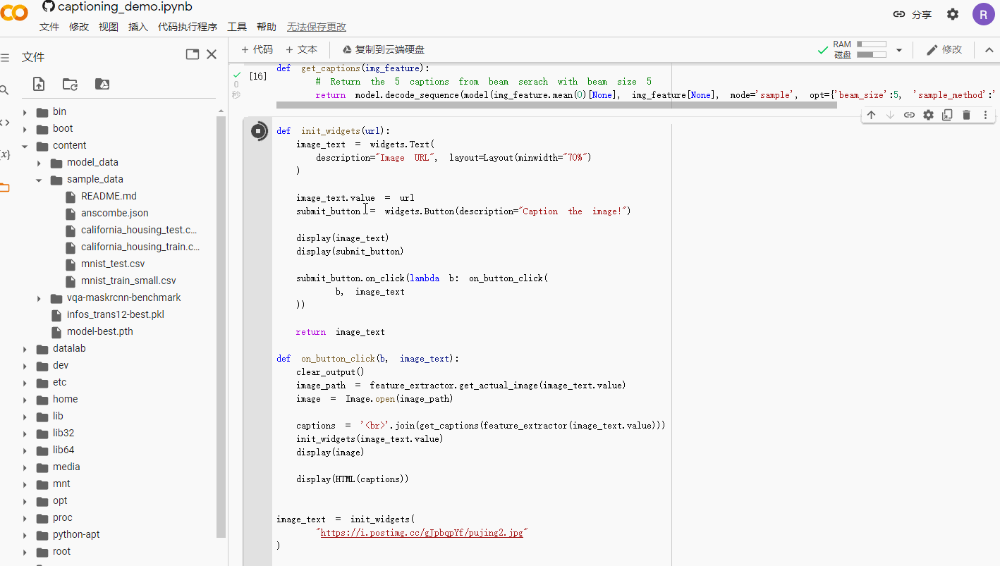 captioning_demo.ipynb
文件 修改 视图 插入 代码执行程序 工具 帮助 无法保存更改
分享
R
文件
bin
boot
content
model_data
sample_data
README.md
anscombe.json
california_housing_test.c...
california_housing_train.c...
mnist_test.csv
mnist_train_small.csv
vqa-maskrcnn-benchmark
infos_trans12-best.pkl
model-best.pth
datalab
dev
etc
home
lib
lib32
lib64
media
mnt
opt
proc
python-apt
root
+ 代码 + 文本 复制到云端硬盘
RAM
磁盘
修改
[16]
0
秒
def get_captions(img_feature):
# Return the 5 captions from beam serach with beam size 5
return model.decode_sequence(model(img_feature.mean(0)[None], img_feature[None], mode='sample', opt={'beam_size':5, 'sample_method':'
def init_widgets(url):
image_text = widgets.Text(
description="Image URL", layout=Layout(minwidth="70%")
)
image_text.value = url
submit_button = widgets.Button(description="Caption the image!")
display(image_text)
display(submit_button)
submit_button.on_click(lambda b: on_button_click(
b, image_text
))
return image_text
def on_button_click(b, image_text):
clear_output()
image_path = feature_extractor.get_actual_image(image_text.value)
image = Image.open(image_path)
captions = '<br>'.join(get_captions(feature_extractor(image_text.value)))
init_widgets(image_text.value)
display(image)
display(HTML(captions))
image_text = init_widgets(
"https://i.postimg.cc/gJpbqpYf/pujing2.jpg"
)